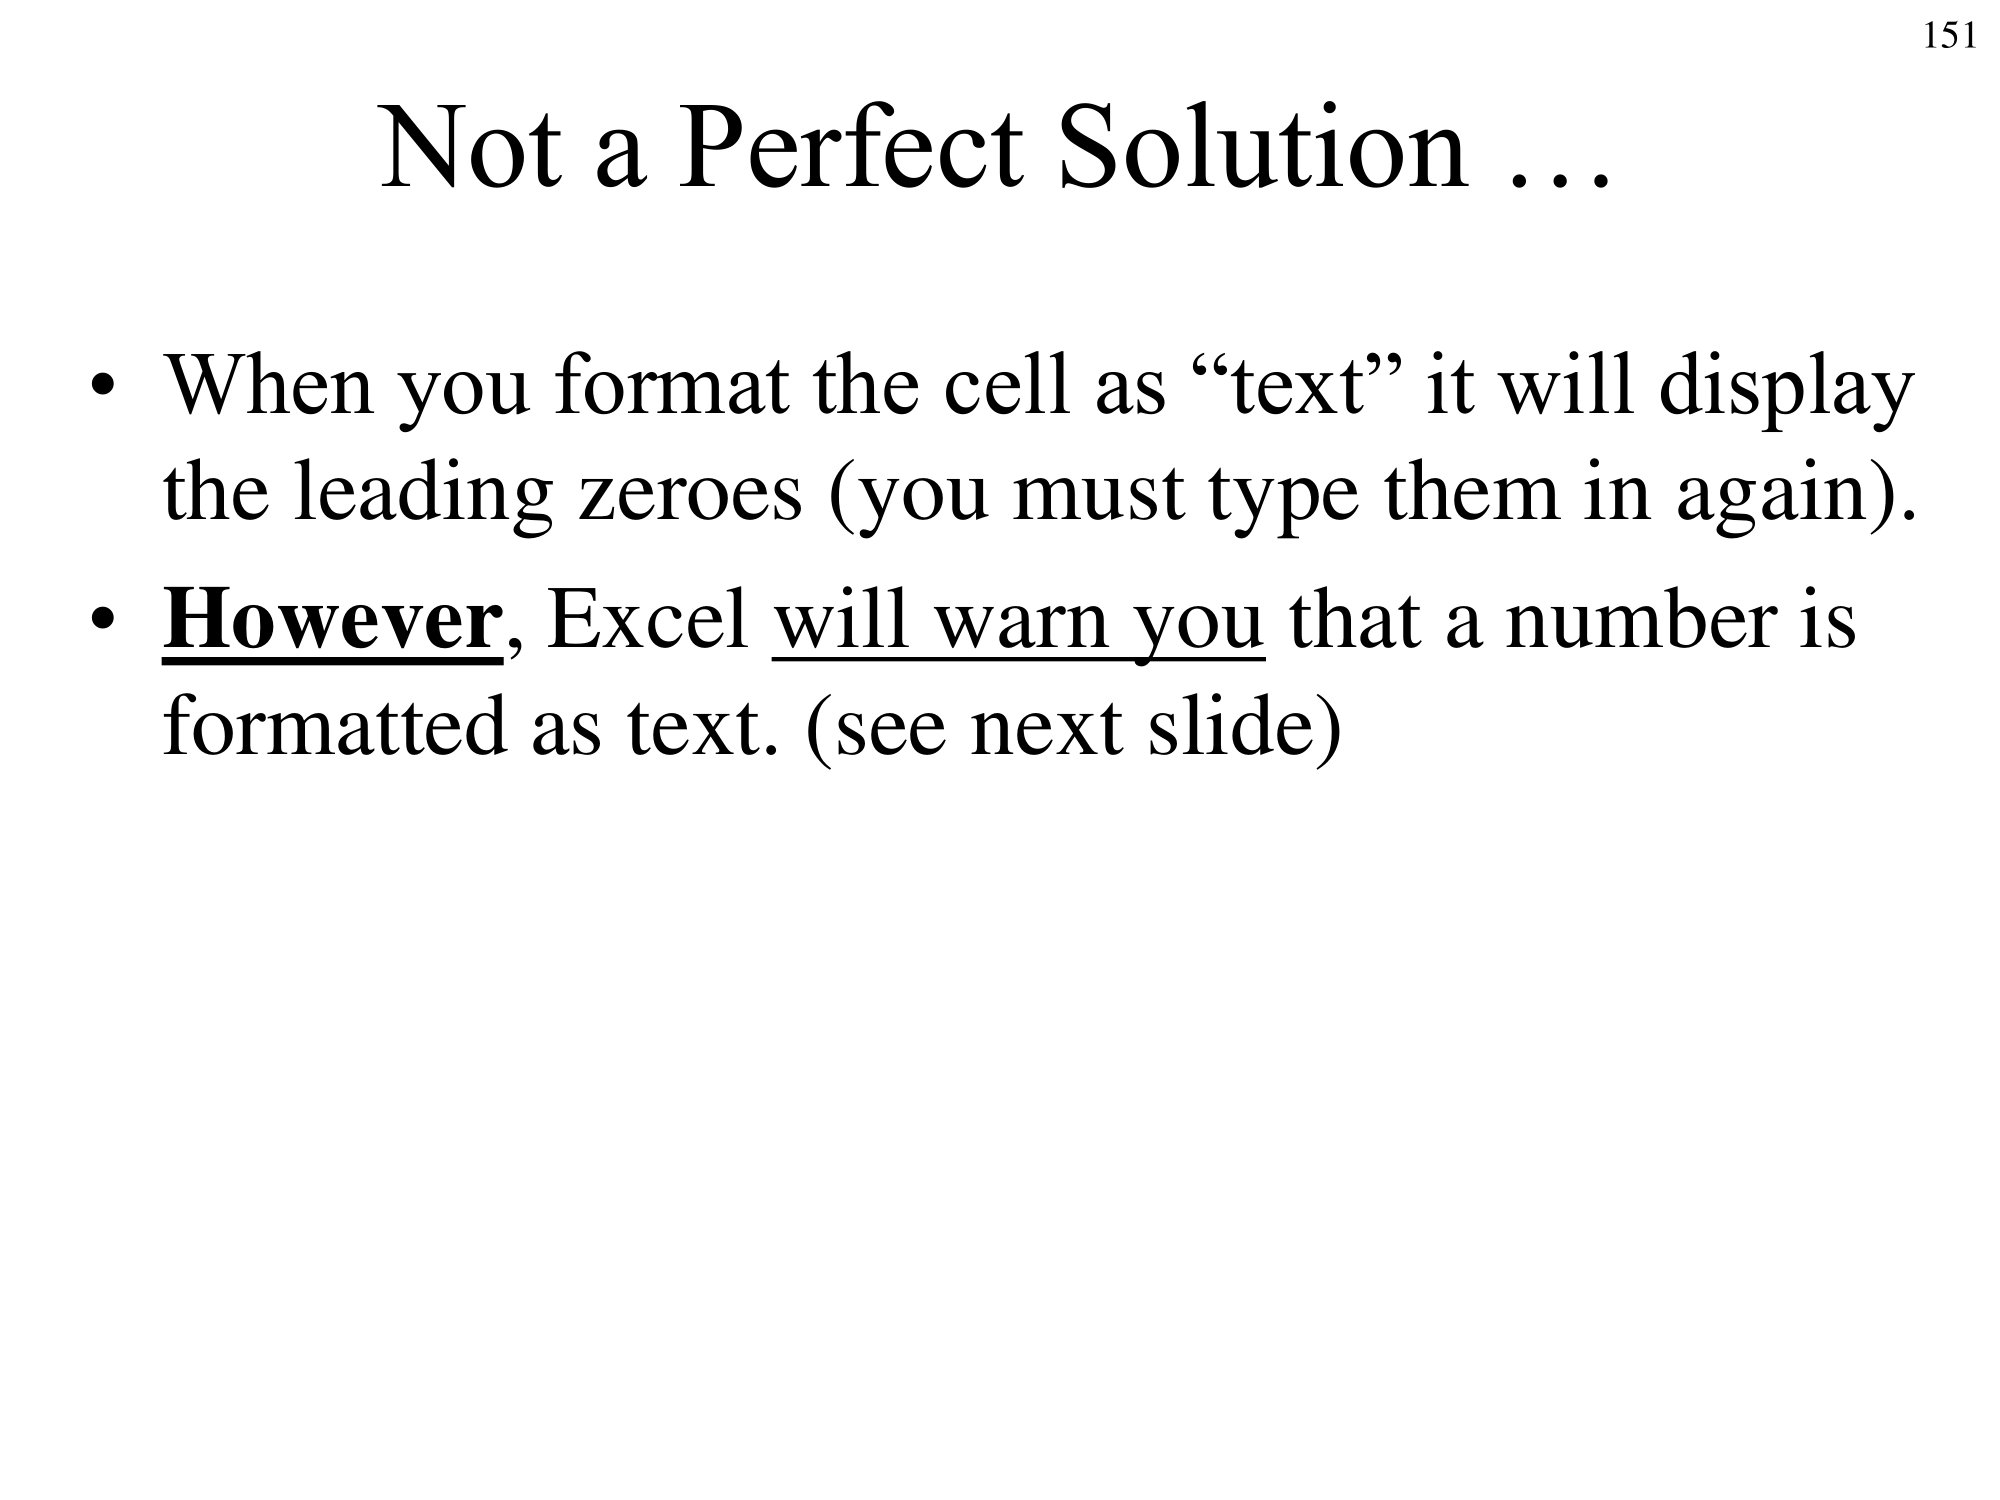 151
Not a Perfect Solution …
• When you format the cell as “text” it will display
the leading zeroes (you must type them in again).
• However, Excel will warn you that a number is
formatted as text. (see next slide)